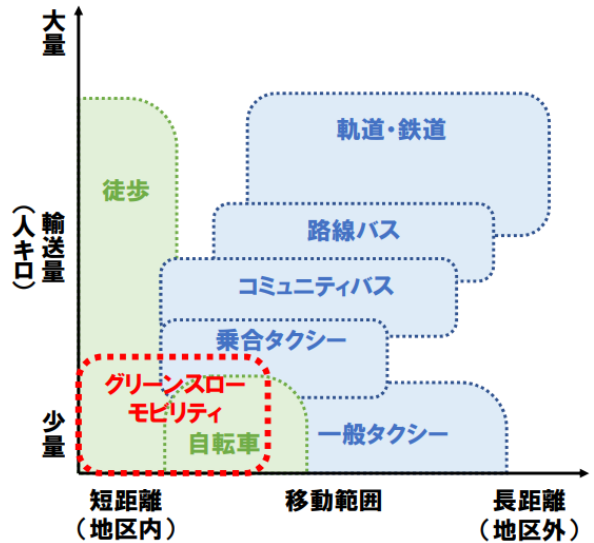 大量
軌道・鉄道
徒歩
路線バス
輸送量
（人キロ）
コミュニティバス
乗合タクシー
グリーンスロー
モビリティ
少量
自転車
一般タクシー
短距離
（地区内）
移動範囲
長距離
（地区外）